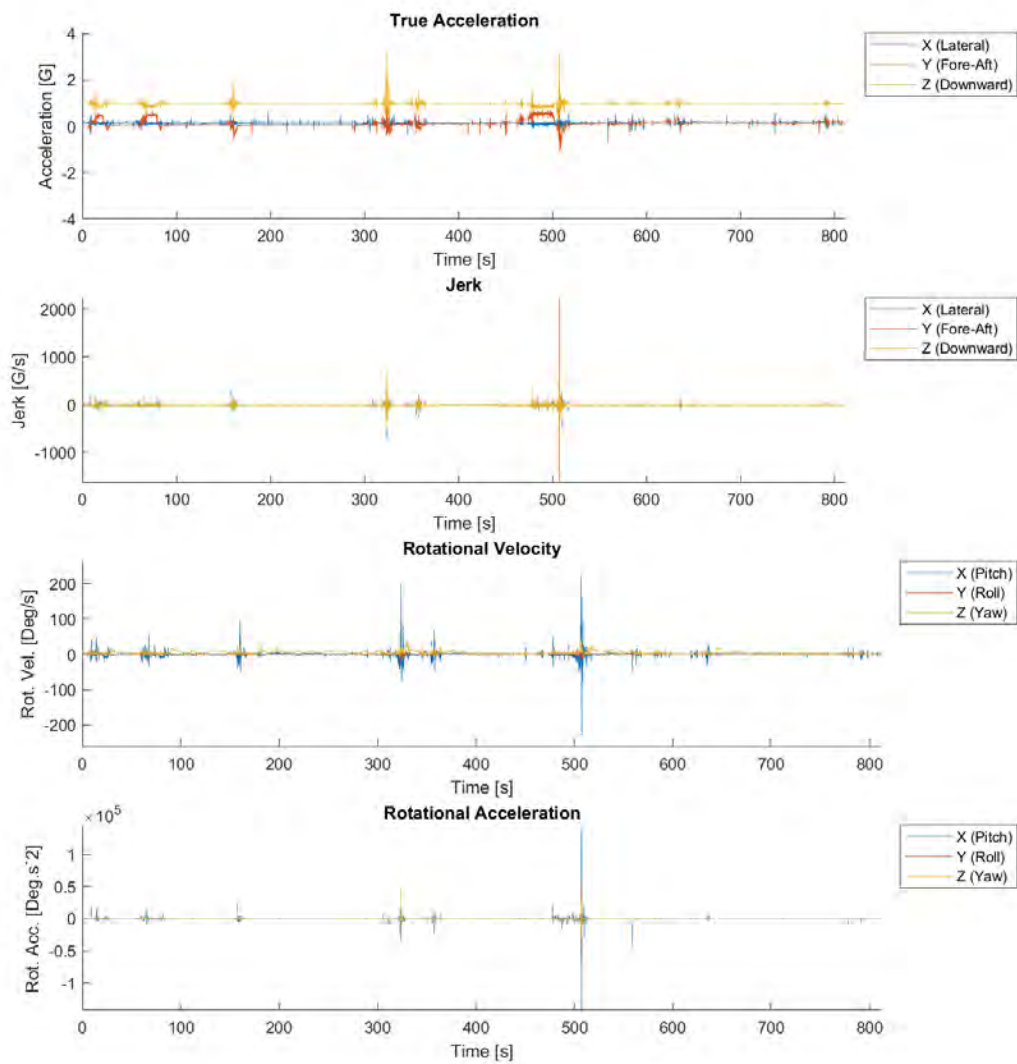 True Acceleration
4
2
0
-2
-4
Acceleration [G]
0 100 200 300 400 500 600 700 800
Time [s]
X (Lateral)
Y (Fore-Aft)
Z (Downward)
Jerk
2000
1000
0
-1000
Jerk [G/s]
0 100 200 300 400 500 600 700 800
Time [s]
X (Lateral)
Y (Fore-Aft)
Z (Downward)
Rotational Velocity
200
100
0
-100
-200
Rot. Vel. [Deg/s]
0 100 200 300 400 500 600 700 800
Time [s]
X (Pitch)
Y (Roll)
Z (Yaw)
×10^5
Rotational Acceleration
1
0.5
0
-0.5
-1
Rot. Acc. [Deg.s^2]
0 100 200 300 400 500 600 700 800
Time [s]
X (Pitch)
Y (Roll)
Z (Yaw)